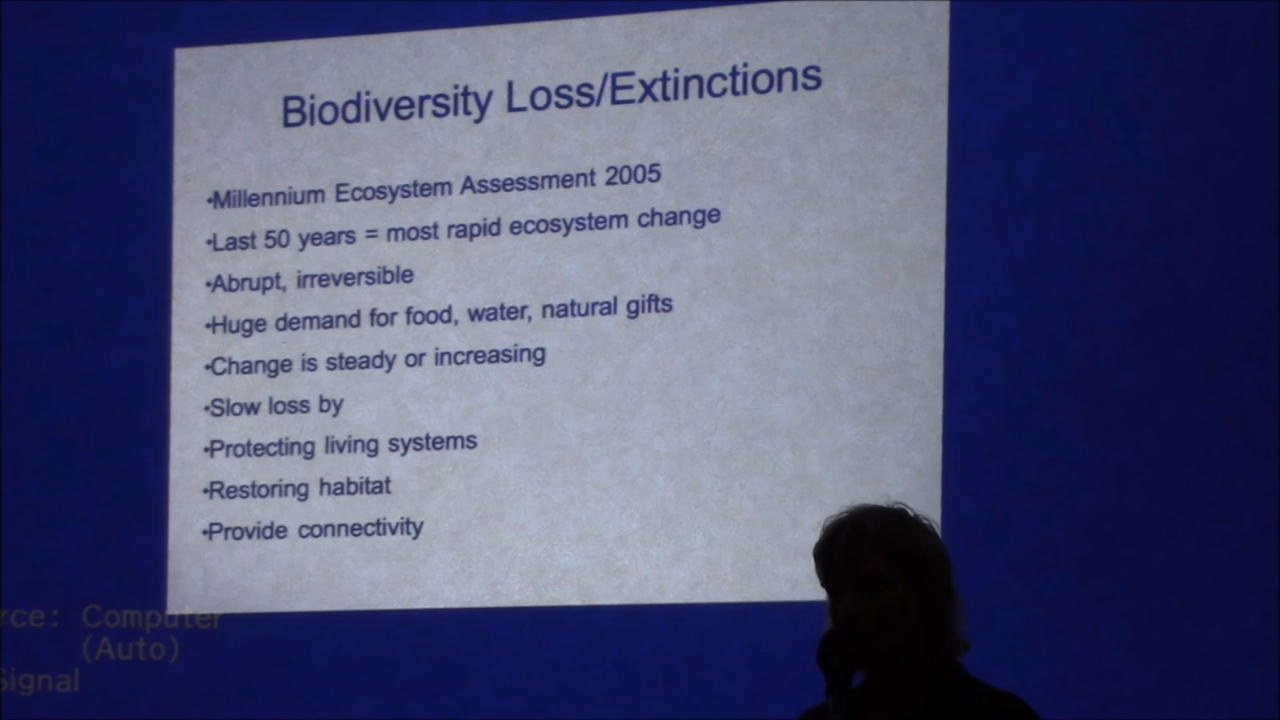 Biodiversity Loss/Extinctions
•Millennium Ecosystem Assessment 2005
•Last 50 years = most rapid ecosystem change
•Abrupt, irreversible
•Huge demand for food, water, natural gifts
•Change is steady or increasing
•Slow loss by
•Protecting living systems
•Restoring habitat
•Provide connectivity
rce: Computer
(Auto)
Signal